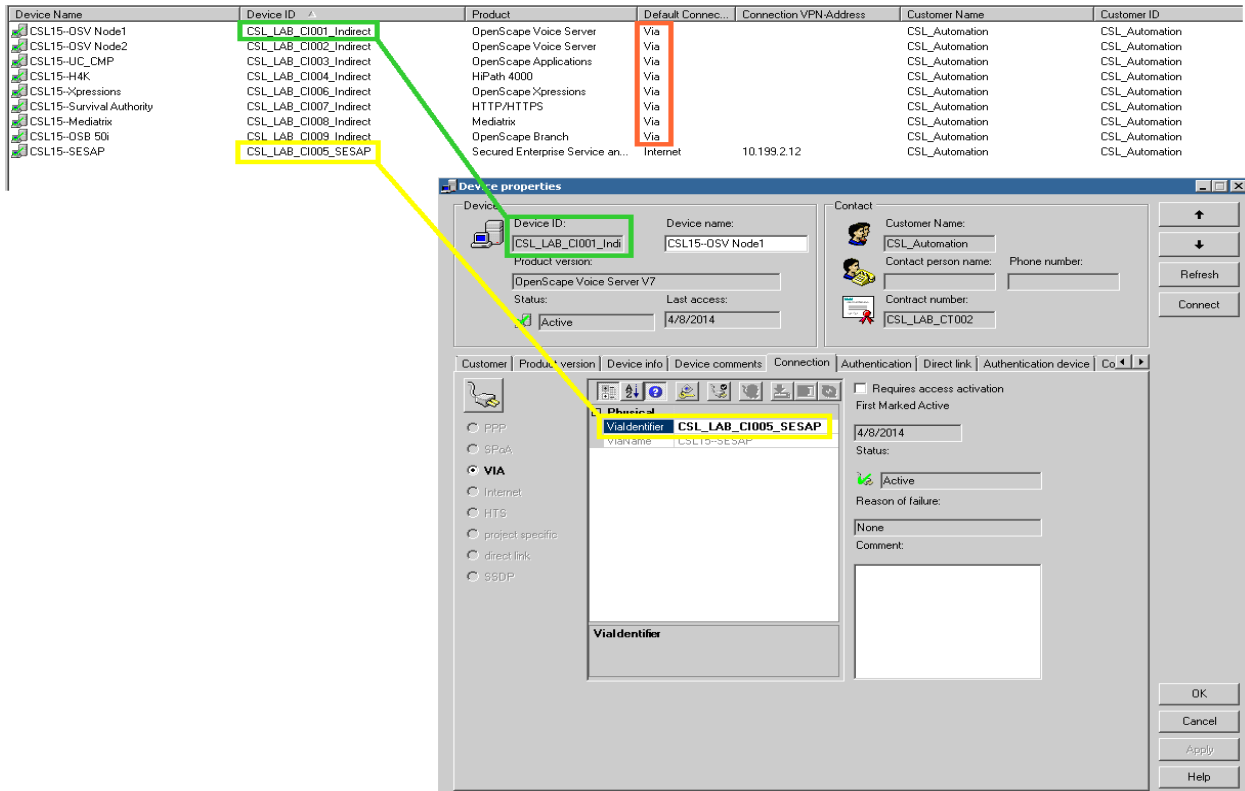 Device Name Device ID Product Default Connec... Connection VPN-Address Customer Name Customer ID
CSL15--OSV Node1 CSL_LAB_CI001_Indirect OpenScape Voice Server Via CSL_Automation CSL_Automation
CSL15--OSV Node2 CSL_LAB_CI002_Indirect OpenScape Voice Server Via CSL_Automation CSL_Automation
CSL15--UC_CMP CSL_LAB_CI003_Indirect OpenScape Applications Via CSL_Automation CSL_Automation
CSL15--H4K CSL_LAB_CI004_Indirect HiPath 4000 Via CSL_Automation CSL_Automation
CSL15--Xpressions CSL_LAB_CI006_Indirect OpenScape Xpressions Via CSL_Automation CSL_Automation
CSL15--Survival Authority CSL_LAB_CI007_Indirect HTTP/HTTPS Via CSL_Automation CSL_Automation
CSL15--Mediatrix CSL_LAB_CI008_Indirect Mediatrix Via CSL_Automation CSL_Automation
CSL15--OSB 50i CSL_LAB_CI009_Indirect OpenScape Branch Via CSL_Automation CSL_Automation
CSL15--SESAP CSL_LAB_CI005_SESAP Secured Enterprise Service an... Internet 10.199.2.12 CSL_Automation CSL_Automation
Device properties
Device Contact
Device ID: Device name: Customer Name:
CSL_LAB_CI001_Indi CSL15--OSV Node1 CSL_Automation
Product version: Contact person name: Phone number:
OpenScape Voice Server V7
Status: Last access: Contract number:
Active 4/8/2014 CSL_LAB_CT002
Refresh
Connect
Customer Product version Device info Device comments Connection Authentication Direct link Authentication device Co
Requires access activation
Physical First Marked Active
PPP ViaIdentifier CSL_LAB_CI005_SESAP 4/8/2014
SPoA ViaName CSL15--SESAP Status:
VIA Active
Internet Reason of failure:
HTS None
project specific Comment:
direct link
SSDP
ViaIdentifier
OK
Cancel
Apply
Help